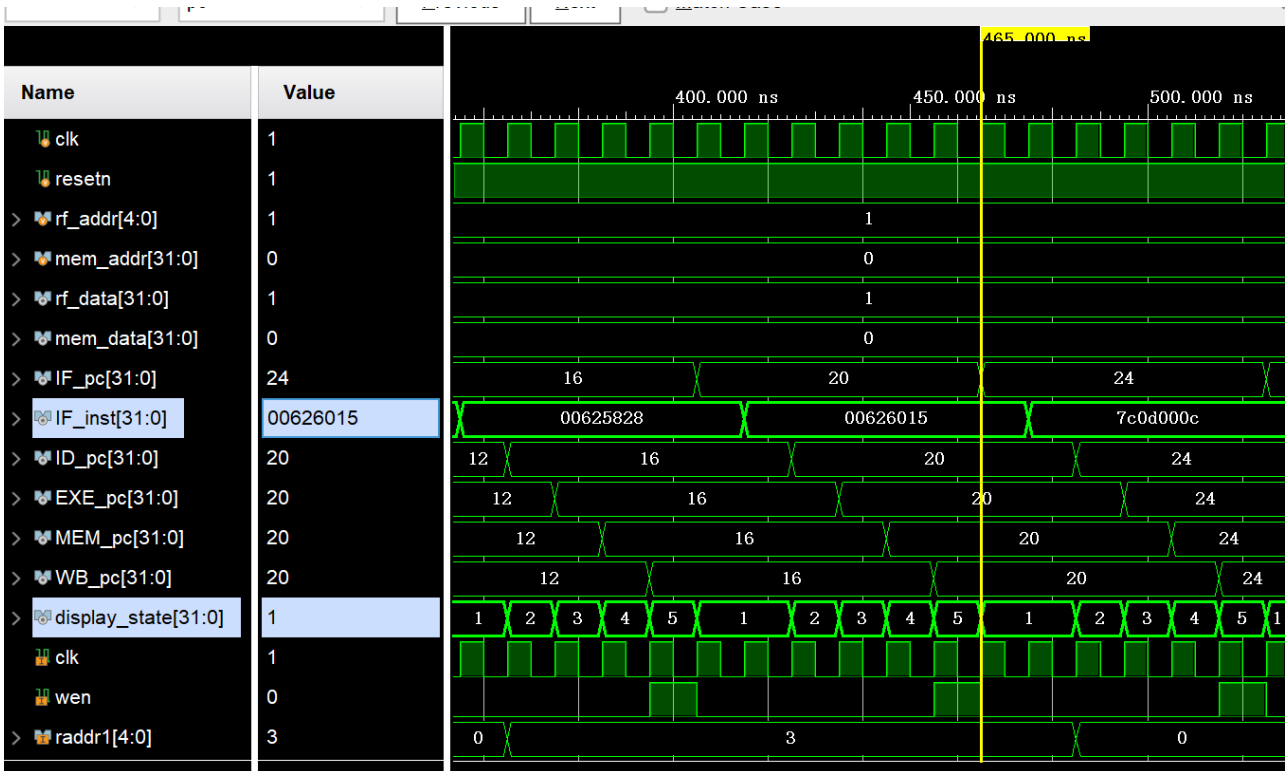 465.000 ns
Name Value
400.000 ns 450.000 ns 500.000 ns
clk 1
resetn 1
rf_addr[4:0] 1 1
mem_addr[31:0] 0 0
rf_data[31:0] 1 1
mem_data[31:0] 0 0
IF_pc[31:0] 24 16 20 24
IF_inst[31:0] 00626015 00625828 00626015 7c0d000c
ID_pc[31:0] 20 12 16 20 24
EXE_pc[31:0] 20 12 16 20 24
MEM_pc[31:0] 20 12 16 20 24
WB_pc[31:0] 20 12 16 20 24
display_state[31:0] 1 1 2 3 4 5 1 2 3 4 5 1 2 3 4 5 1
clk 1
wen 0
raddr1[4:0] 3 0 3 0